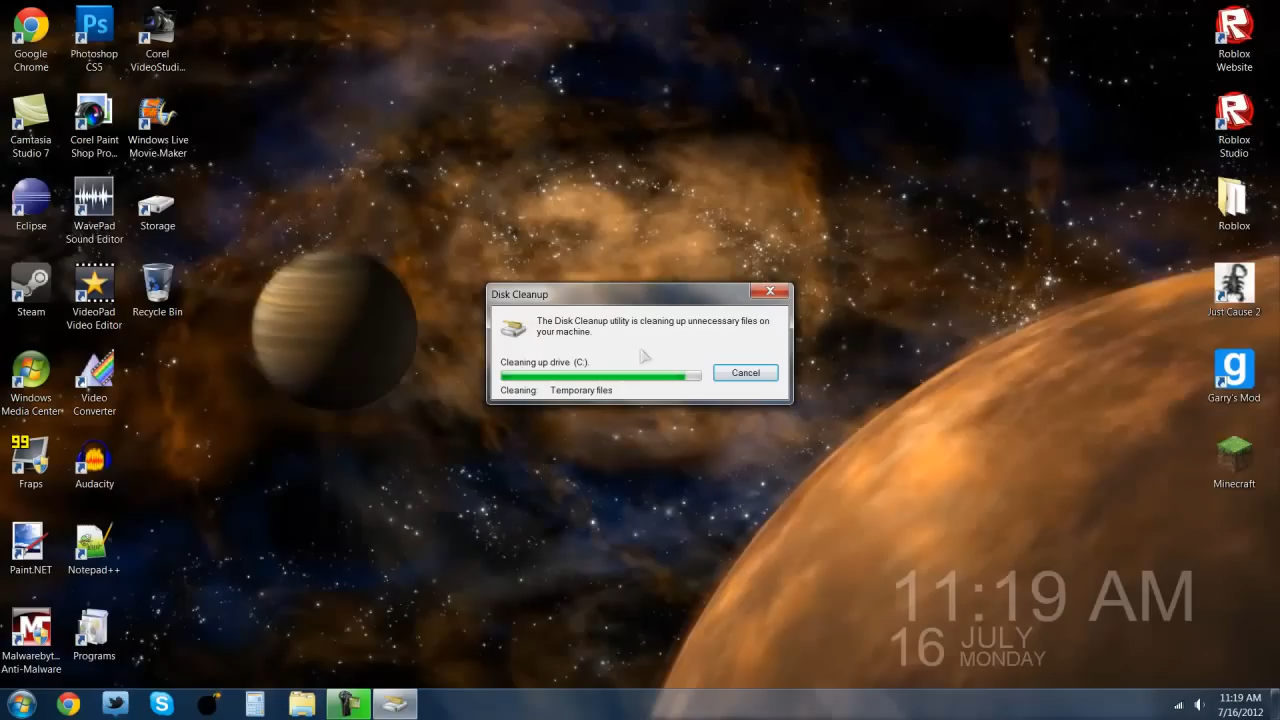 Google
Chrome
Photoshop
CS5
Corel
VideoStudi...
Camtasia
Studio 7
Corel Paint
Shop Pro...
Windows Live
Movie Maker
Eclipse
WavePad
Sound Editor
Storage
Steam
VideoPad
Video Editor
Recycle Bin
Windows
Media Center
Video
Converter
99
Fraps
Audacity
Paint.NET
Notepad++
Malwarebyt...
Anti-Malware
Programs
Ps
Disk Cleanup
The Disk Cleanup utility is cleaning up unnecessary files on
your machine.
Cleaning up drive (C:).
Cancel
Cleaning: Temporary files
Roblox
Website
Roblox
Studio
Roblox
Just Cause 2
g
Garry's Mod
Minecraft
11:19 AM
16 JULY
MONDAY
11:19 AM
7/16/2012